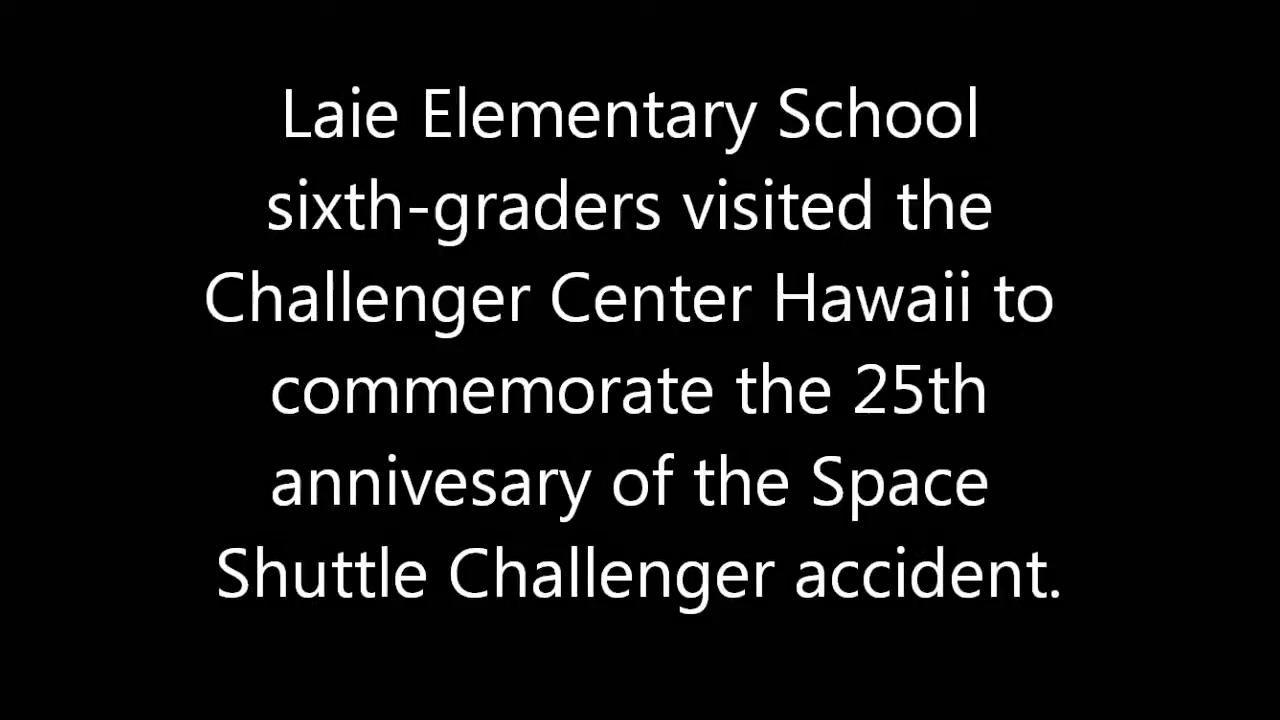 Laie Elementary School
sixth-graders visited the
Challenger Center Hawaii to
commemorate the 25th
annivesary of the Space
Shuttle Challenger accident.